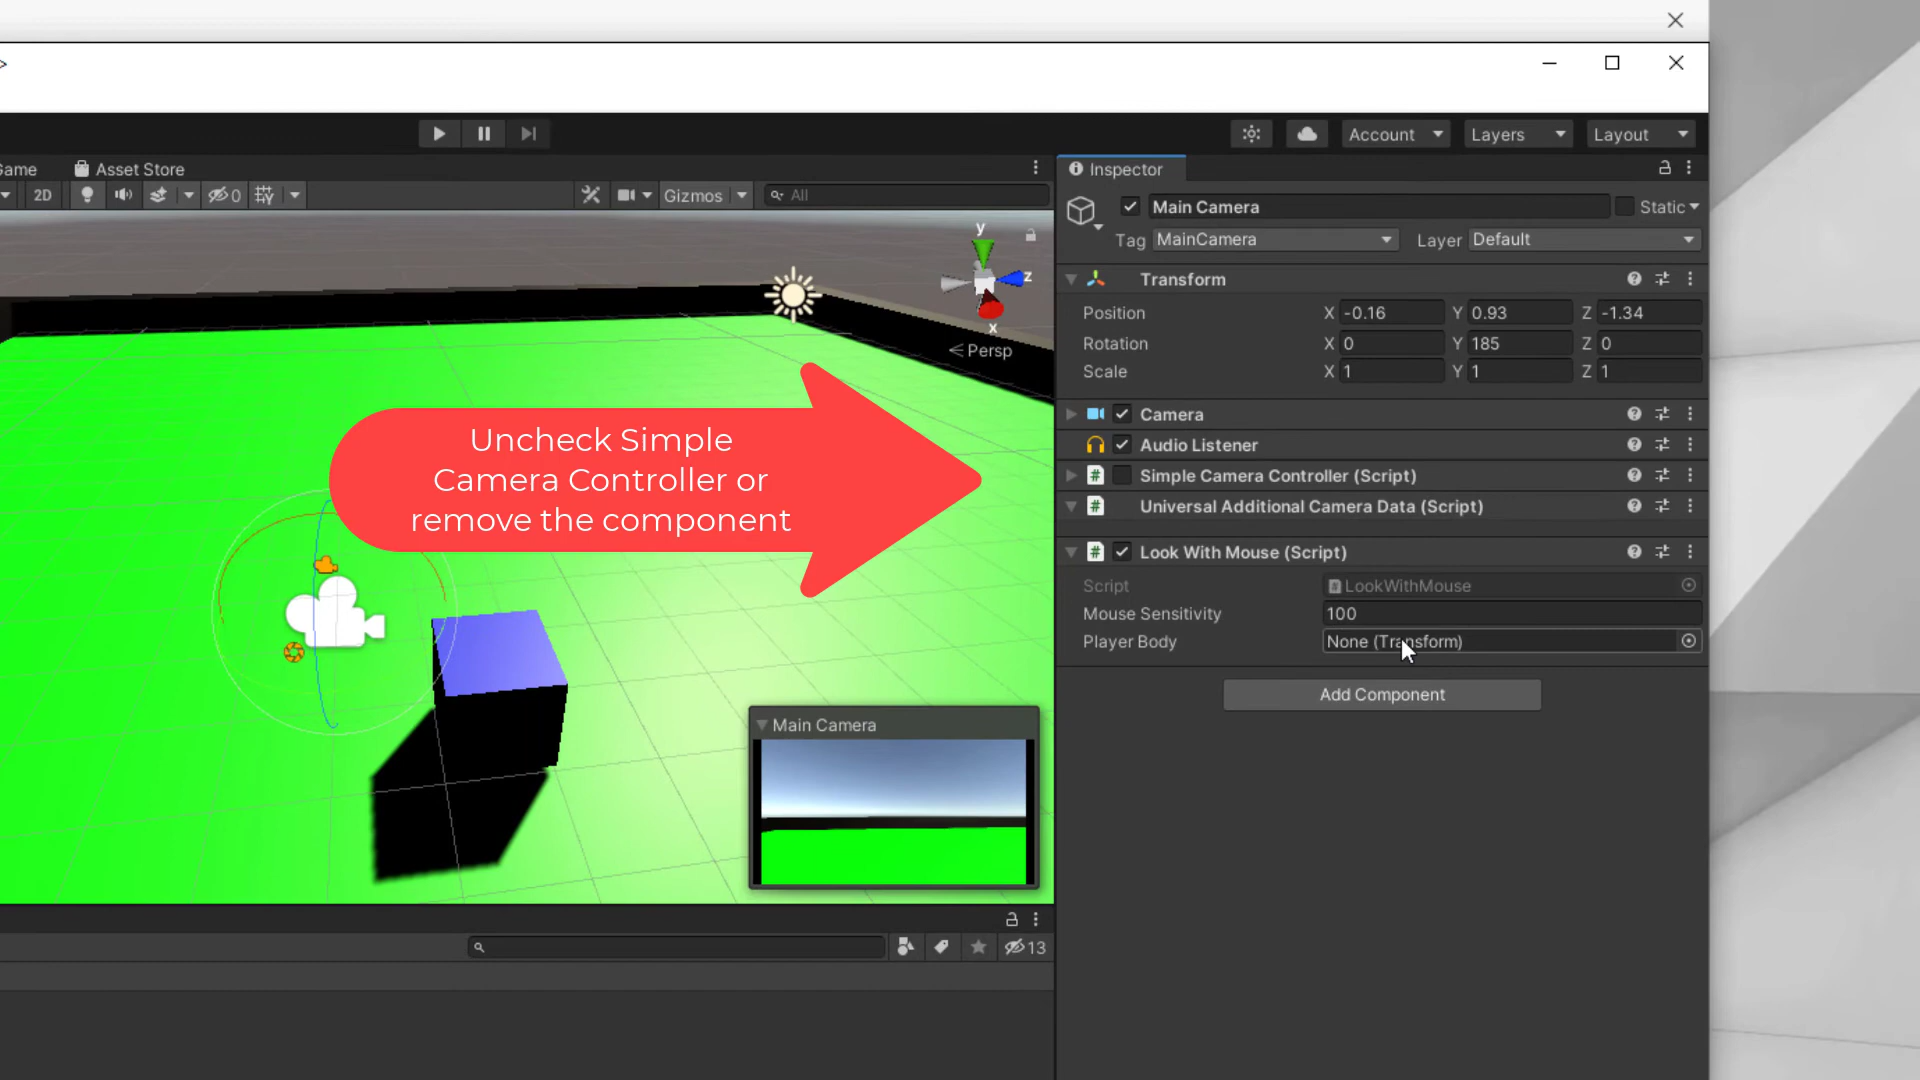 >
Account
Layers
Layout
Game
Asset Store
Inspector
2D
0
Gizmos
All
Main Camera
Static
Tag
MainCamera
Layer
Default
y
z
x
Persp
Transform
Position
X
-0.16
Y
0.93
Z
-1.34
Rotation
X
0
Y
185
Z
0
Scale
X
1
Y
1
Z
1
Camera
Audio Listener
Simple Camera Controller (Script)
Universal Additional Camera Data (Script)
Uncheck Simple
Camera Controller or
remove the component
Look With Mouse (Script)
Script
LookWithMouse
Mouse Sensitivity
100
Player Body
None (Transform)
Add Component
Main Camera
13